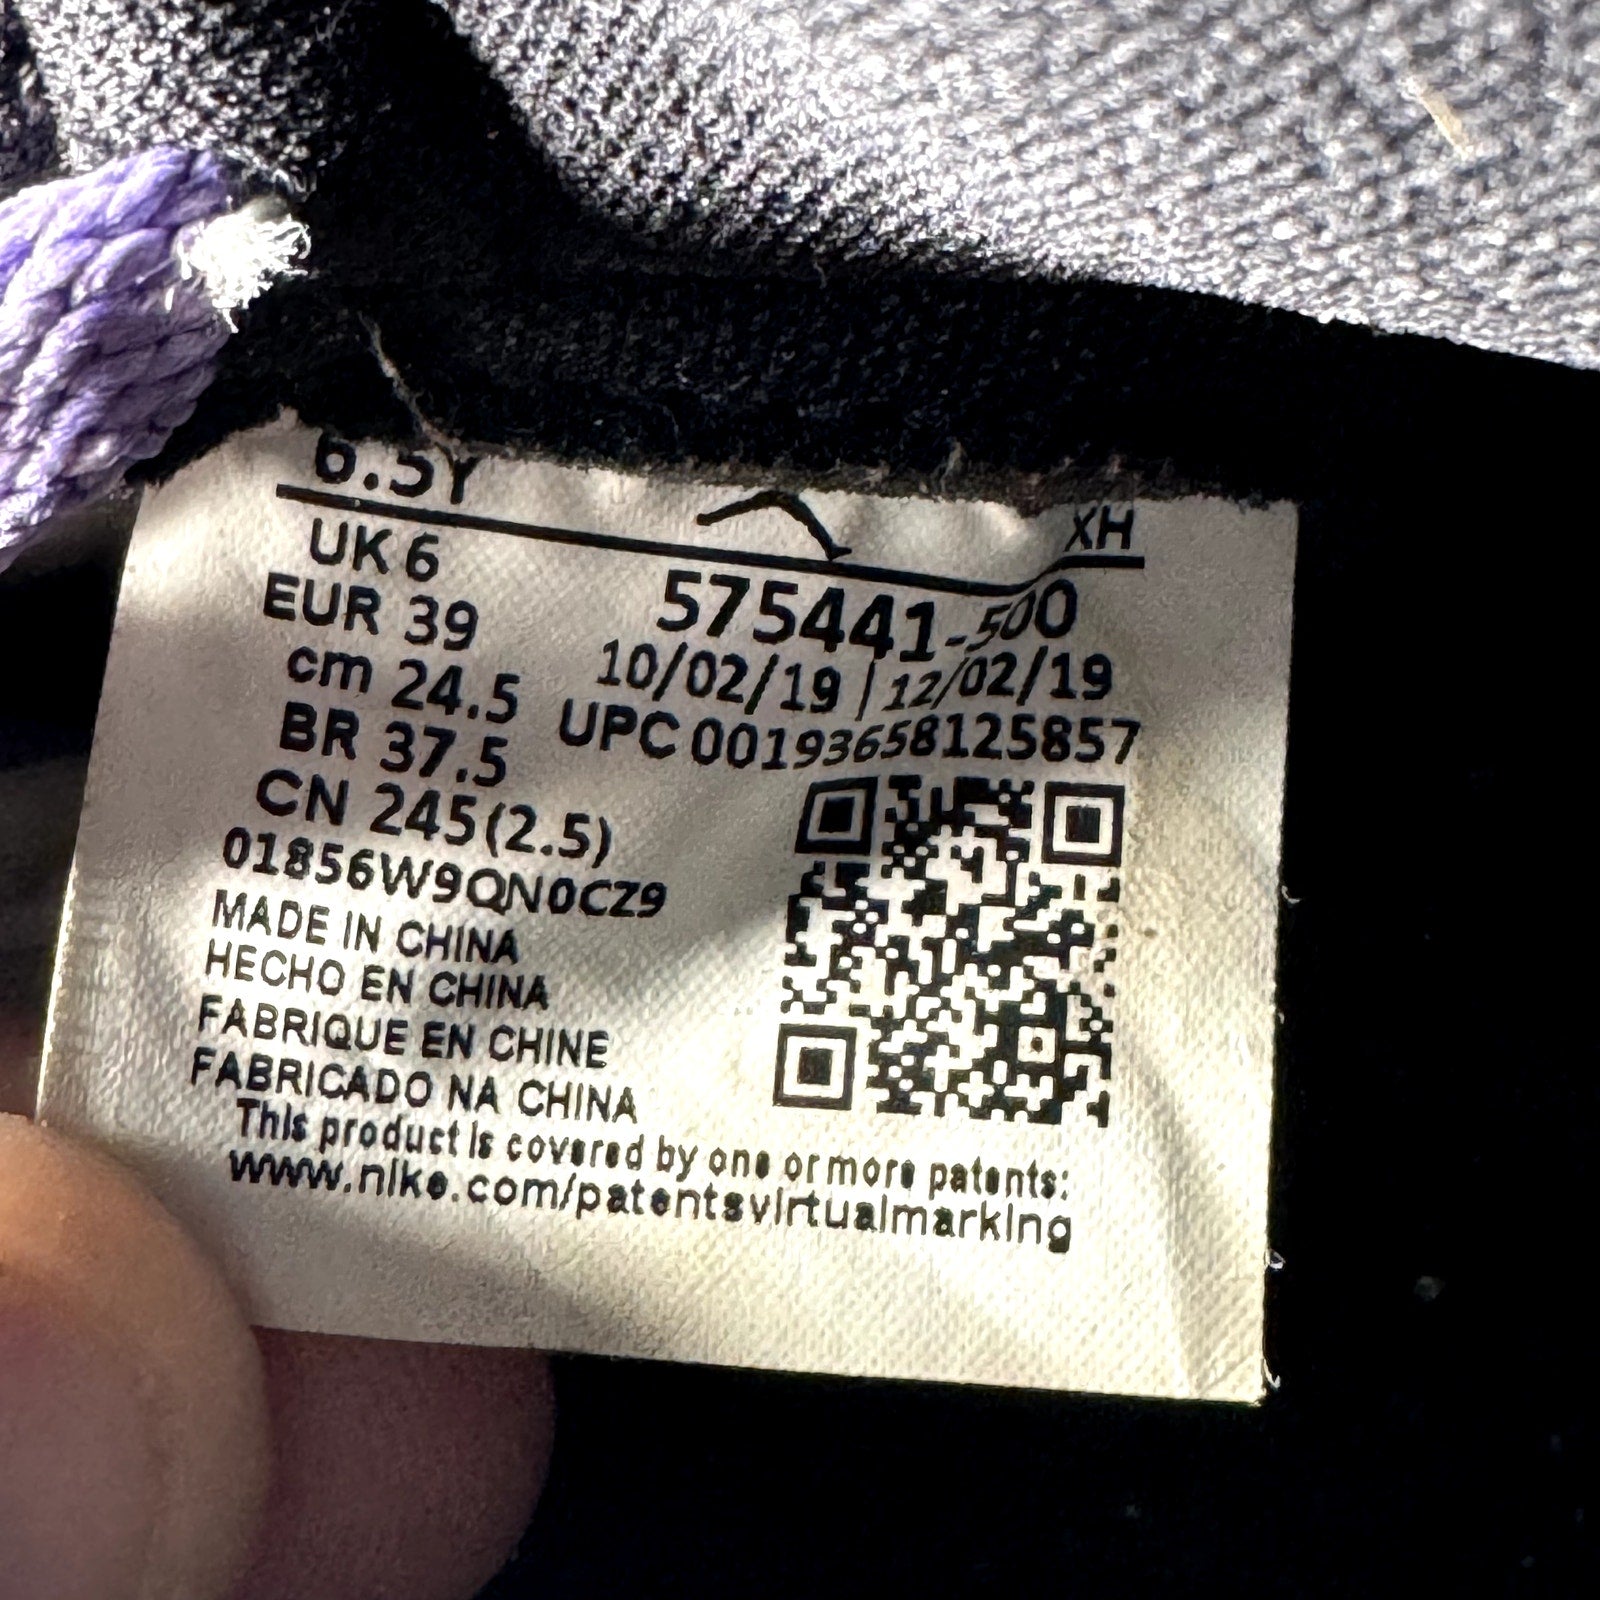 6.5Y
XH
UK 6
EUR 39
cm 24.5
BR 37.5
CN 245(2.5)
575441-500
10/02/19 | 12/02/19
UPC 00193658125857
01856W9QN0CZ9
MADE IN CHINA
HECHO EN CHINA
FABRIQUE EN CHINE
FABRICADO NA CHINA
This product is covered by one or more patents:
www.nike.com/patentsvirtualmarking